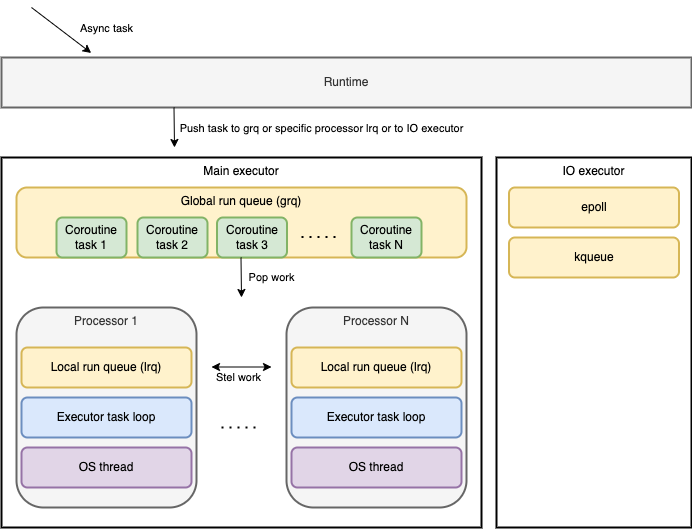 Async task
Runtime
Push task to grq or specific processor lrq or to IO executor
Main executor
Global run queue (grq)
Coroutine
task 1
Coroutine
task 2
Coroutine
task 3
.....
Coroutine
task N
Pop work
Processor 1
Local run queue (lrq)
Executor task loop
OS thread
Stel work
.....
Processor N
Local run queue (lrq)
Executor task loop
OS thread
IO executor
epoll
kqueue